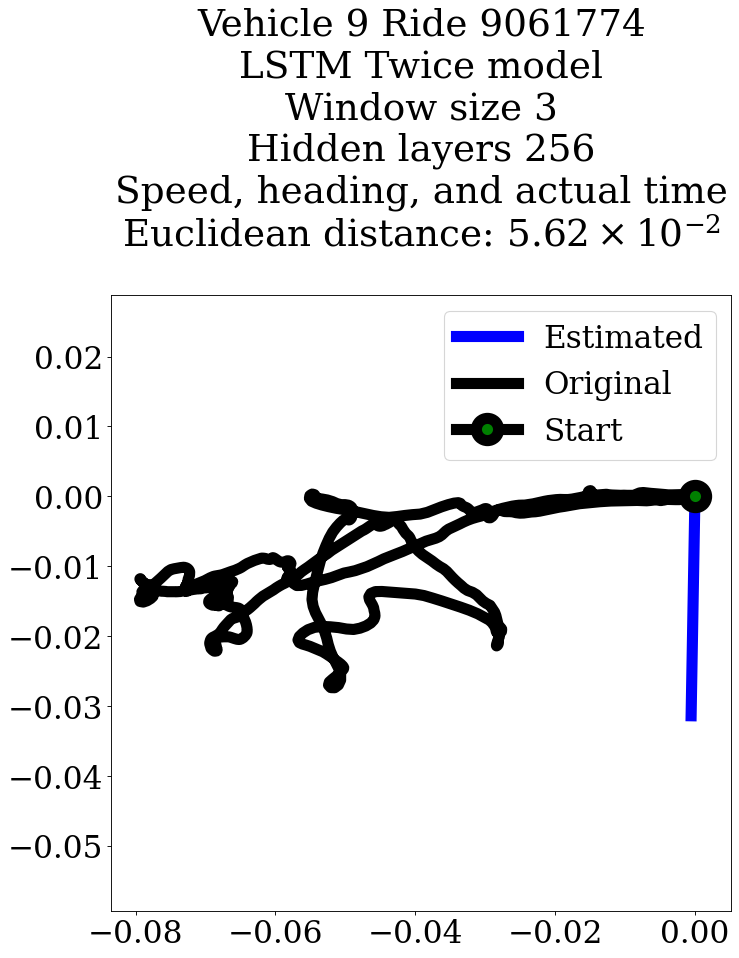 Vehicle 9 Ride 9061774
LSTM Twice model
Window size 3
Hidden layers 256
Speed, heading, and actual time
Euclidean distance: 5.62 × 10⁻²
Estimated
Original
Start
0.02
0.01
0.00
−0.01
−0.02
−0.03
−0.04
−0.05
−0.08 −0.06 −0.04 −0.02 0.00